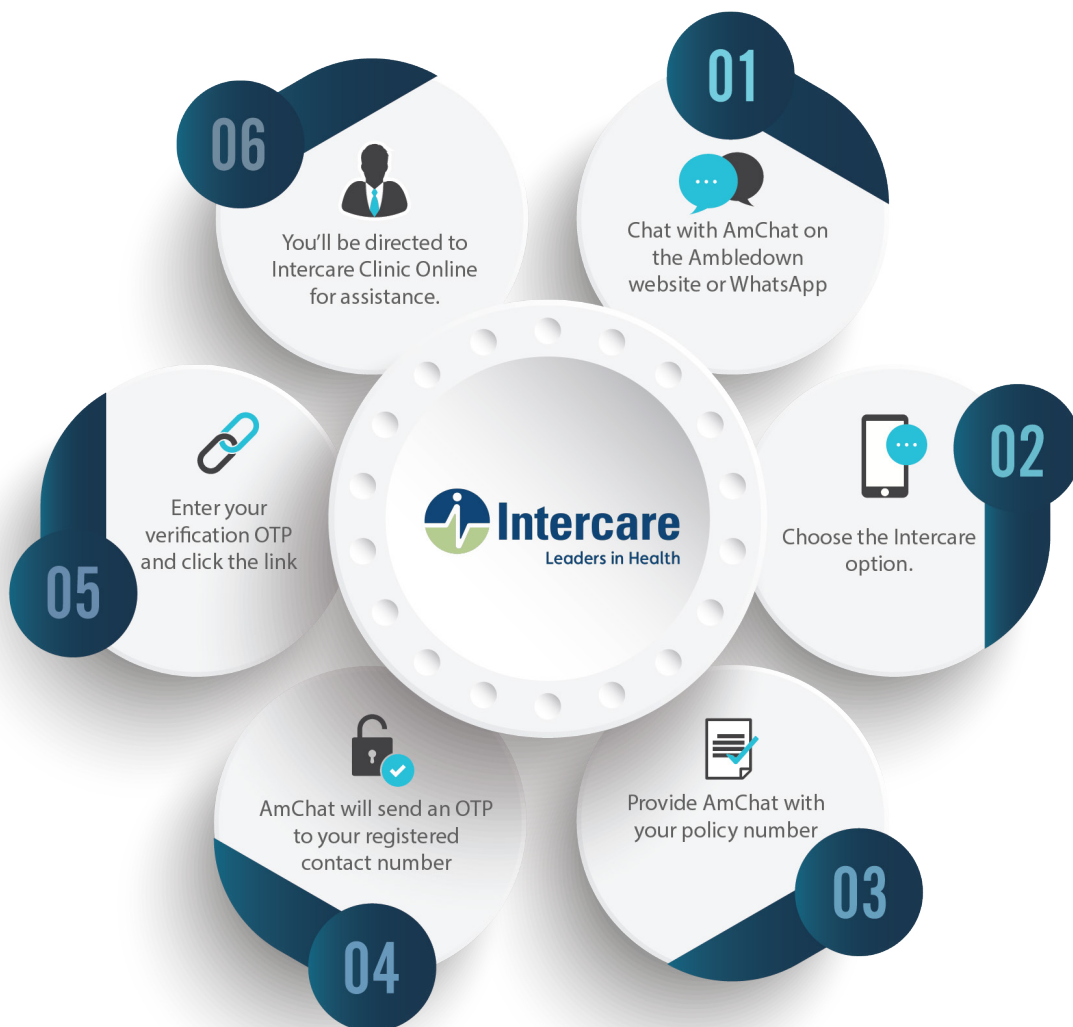 01
Chat with AmChat on
the Ambledown
website or WhatsApp
02
Choose the Intercare
option.
03
Provide AmChat with
your policy number
04
AmChat will send an OTP
to your registered
contact number
05
Enter your
verification OTP
and click the link
06
You’ll be directed to
Intercare Clinic Online
for assistance.
Intercare
Leaders in Health